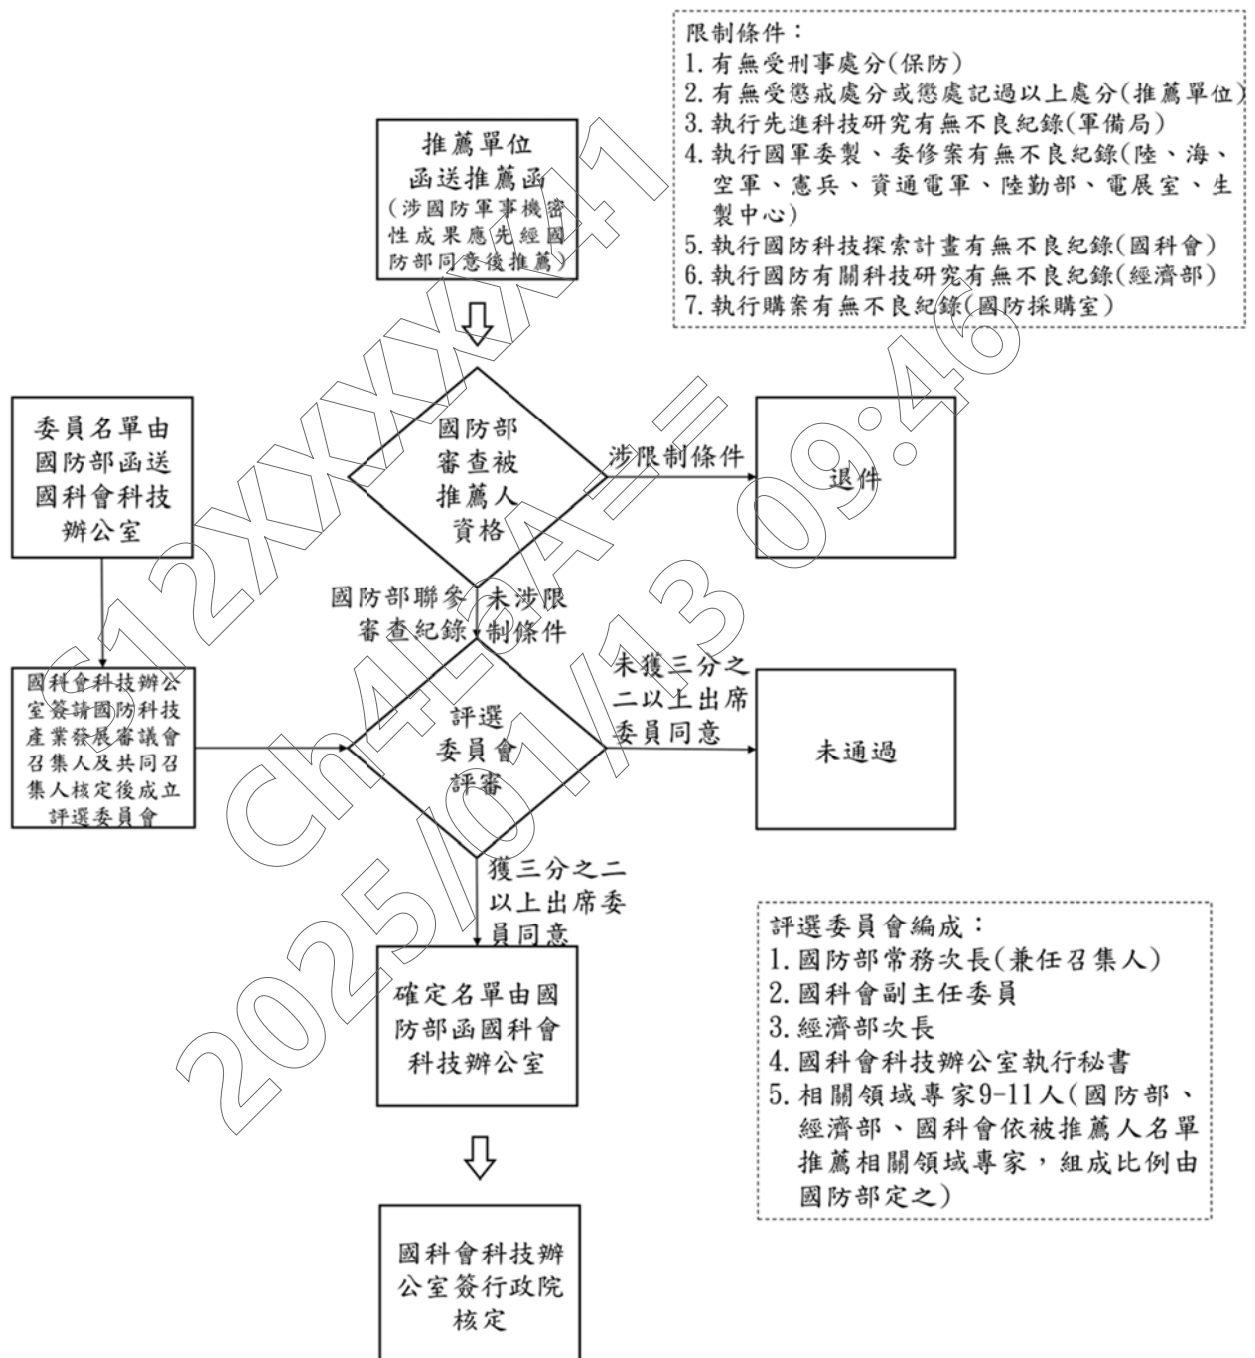 限制條件：
1.有無受刑事處分(保防)
2.有無受懲戒處分或懲處記過以上處分(推薦單位)
3.執行先進科技研究有無不良紀錄(軍備局)
4.執行國軍委製、委修案有無不良紀錄(陸、海、
空軍、憲兵、資通電軍、陸勤部、電展室、生
製中心)
5.執行國防科技探索計畫有無不良紀錄(國科會)
6.執行國防有關科技研究有無不良紀錄(經濟部)
7.執行購案有無不良紀錄(國防採購室)
推薦單位
函送推薦函
(涉國防軍事機密
性成果應先經國
防部同意後推薦)
委員名單由
國防部函送
國科會科技
辦公室
國防部
審查被
推薦人
資格
涉限制條件
退件
國防部聯參
審查紀錄
未涉限
制條件
國科會科技辦公
室簽請國防科技
產業發展審議會
召集人及共同召
集人核定後成立
評選委員會
評選
委員會
評審
未獲三分之
二以上出席
委員同意
未通過
獲三分之二
以上出席委
員同意
確定名單由國
防部函國科會
科技辦公室
評選委員會編成：
1.國防部常務次長(兼任召集人)
2.國科會副主任委員
3.經濟部次長
4.國科會科技辦公室執行秘書
5.相關領域專家9-11人(國防部、
經濟部、國科會依被推薦人名單
推薦相關領域專家，組成比例由
國防部定之)
國科會科技辦
公室簽行政院
核定
S12XXXXX41
Ch4LeA==
2025/01/13 09:46